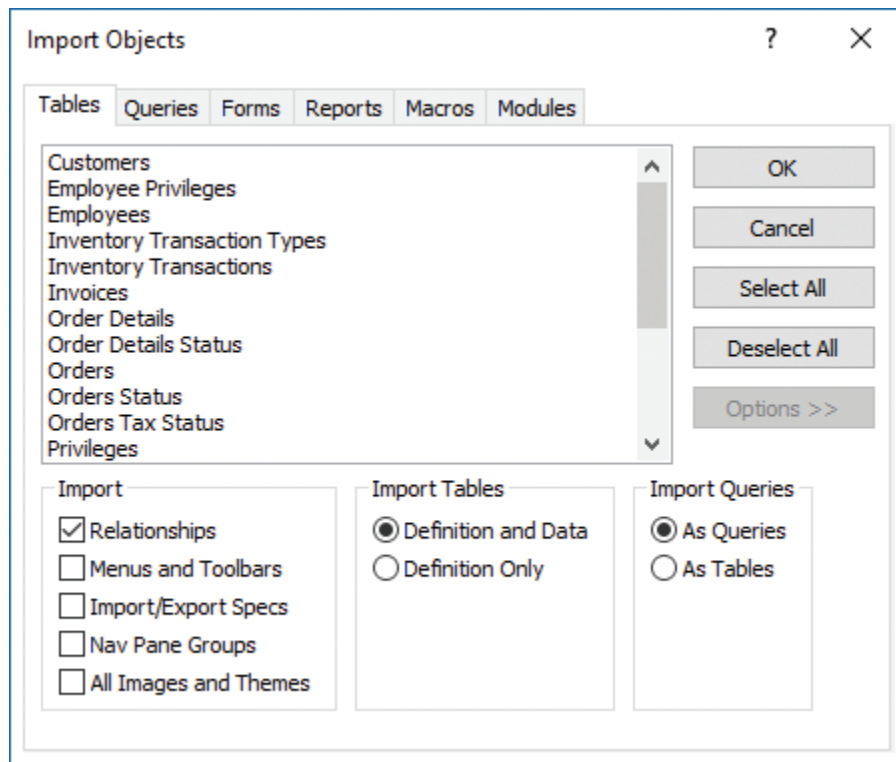 Import Objects ?
Tables Queries Forms Reports Macros Modules
Customers
Employee Privileges
Employees
Inventory Transaction Types
Inventory Transactions
Invoices
Order Details
Order Details Status
Orders
Orders Status
Orders Tax Status
Privileges
OK
Cancel
Select All
Deselect All
Options >>
Import
Relationships
Menus and Toolbars
Import/Export Specs
Nav Pane Groups
All Images and Themes
Import Tables
Definition and Data
Definition Only
Import Queries
As Queries
As Tables